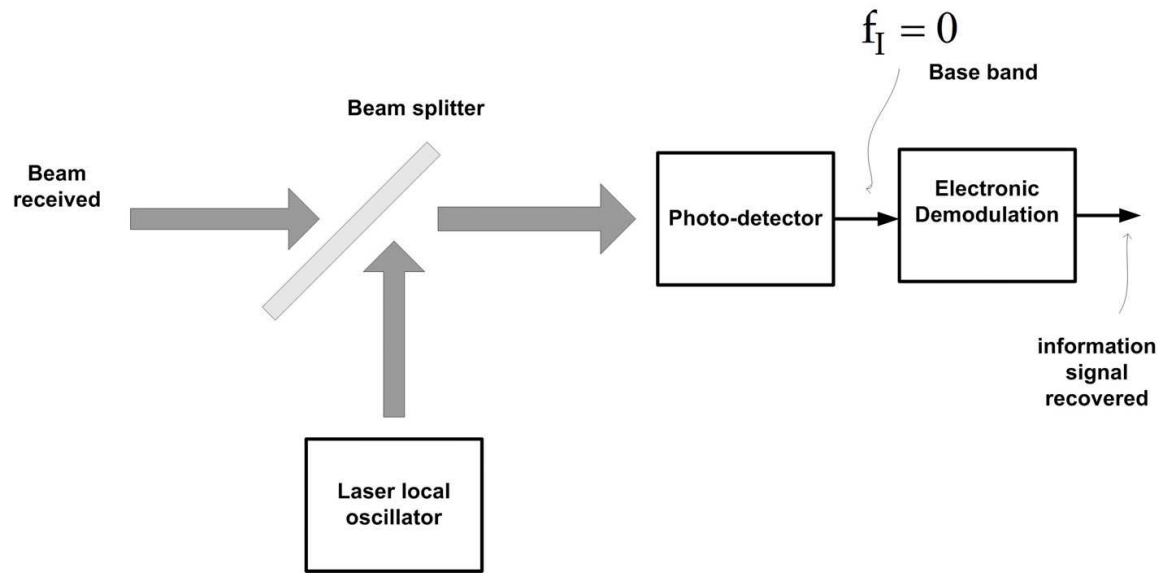 f_I = 0
Base band
Beam splitter
Beam
received
Photo-detector
Electronic
Demodulation
information
signal
recovered
Laser local
oscillator